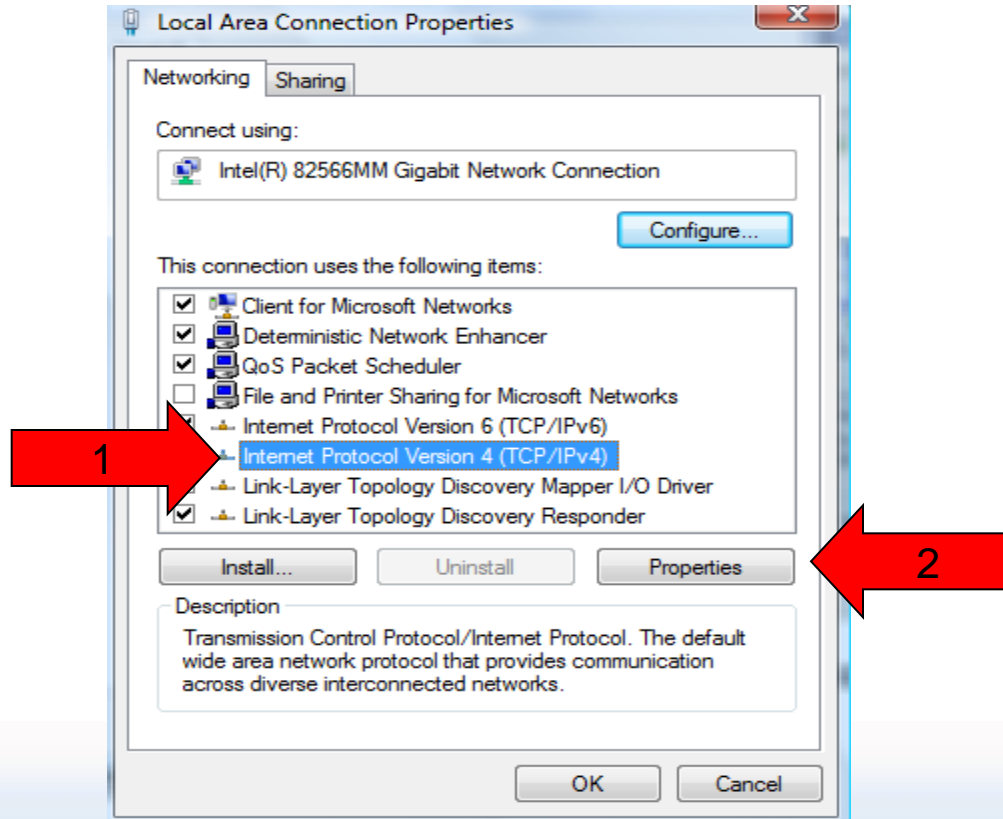 Local Area Connection Properties
Networking
Sharing
Connect using:
Intel(R) 82566MM Gigabit Network Connection
Configure...
This connection uses the following items:
Client for Microsoft Networks
Deterministic Network Enhancer
QoS Packet Scheduler
File and Printer Sharing for Microsoft Networks
Internet Protocol Version 6 (TCP/IPv6)
1
Internet Protocol Version 4 (TCP/IPv4)
Link-Layer Topology Discovery Mapper I/O Driver
Link-Layer Topology Discovery Responder
Install...
Uninstall
Properties
2
Description
Transmission Control Protocol/Internet Protocol. The default
wide area network protocol that provides communication
across diverse interconnected networks.
OK
Cancel